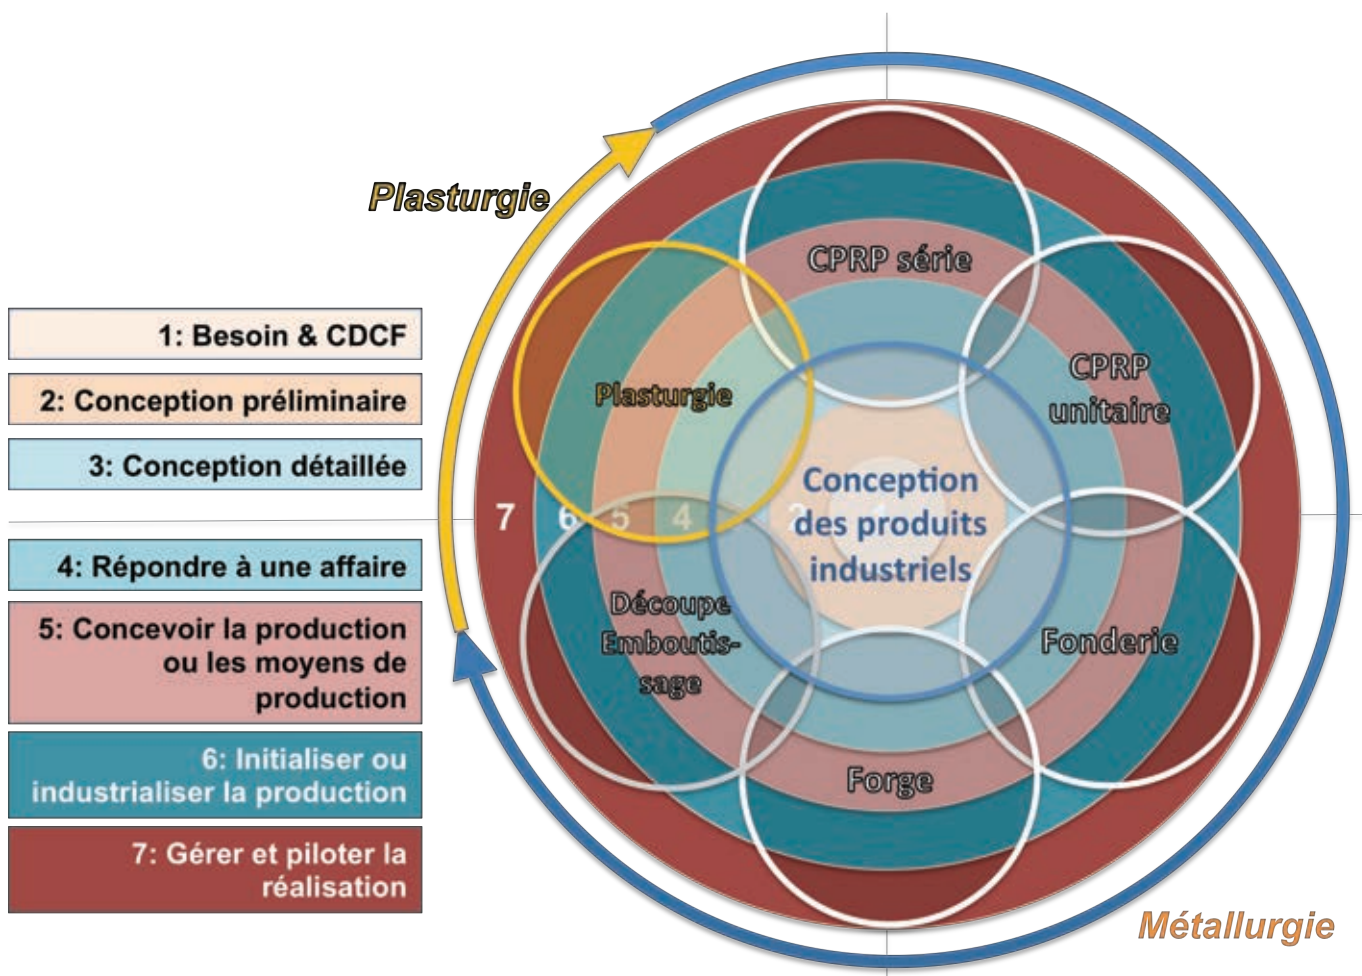 Plasturgie
1: Besoin & CDCF
2: Conception préliminaire
3: Conception détaillée
4: Répondre à une affaire
5: Concevoir la production
ou les moyens de
production
6: Initialiser ou
industrialiser la production
7: Gérer et piloter la
réalisation
CPRP série
CPRP
unitaire
Plasturgie
Conception
des produits
industriels
7 6 5 4 2 1
Découpe
Emboutis-
sage
Fonderie
Forge
Métallurgie